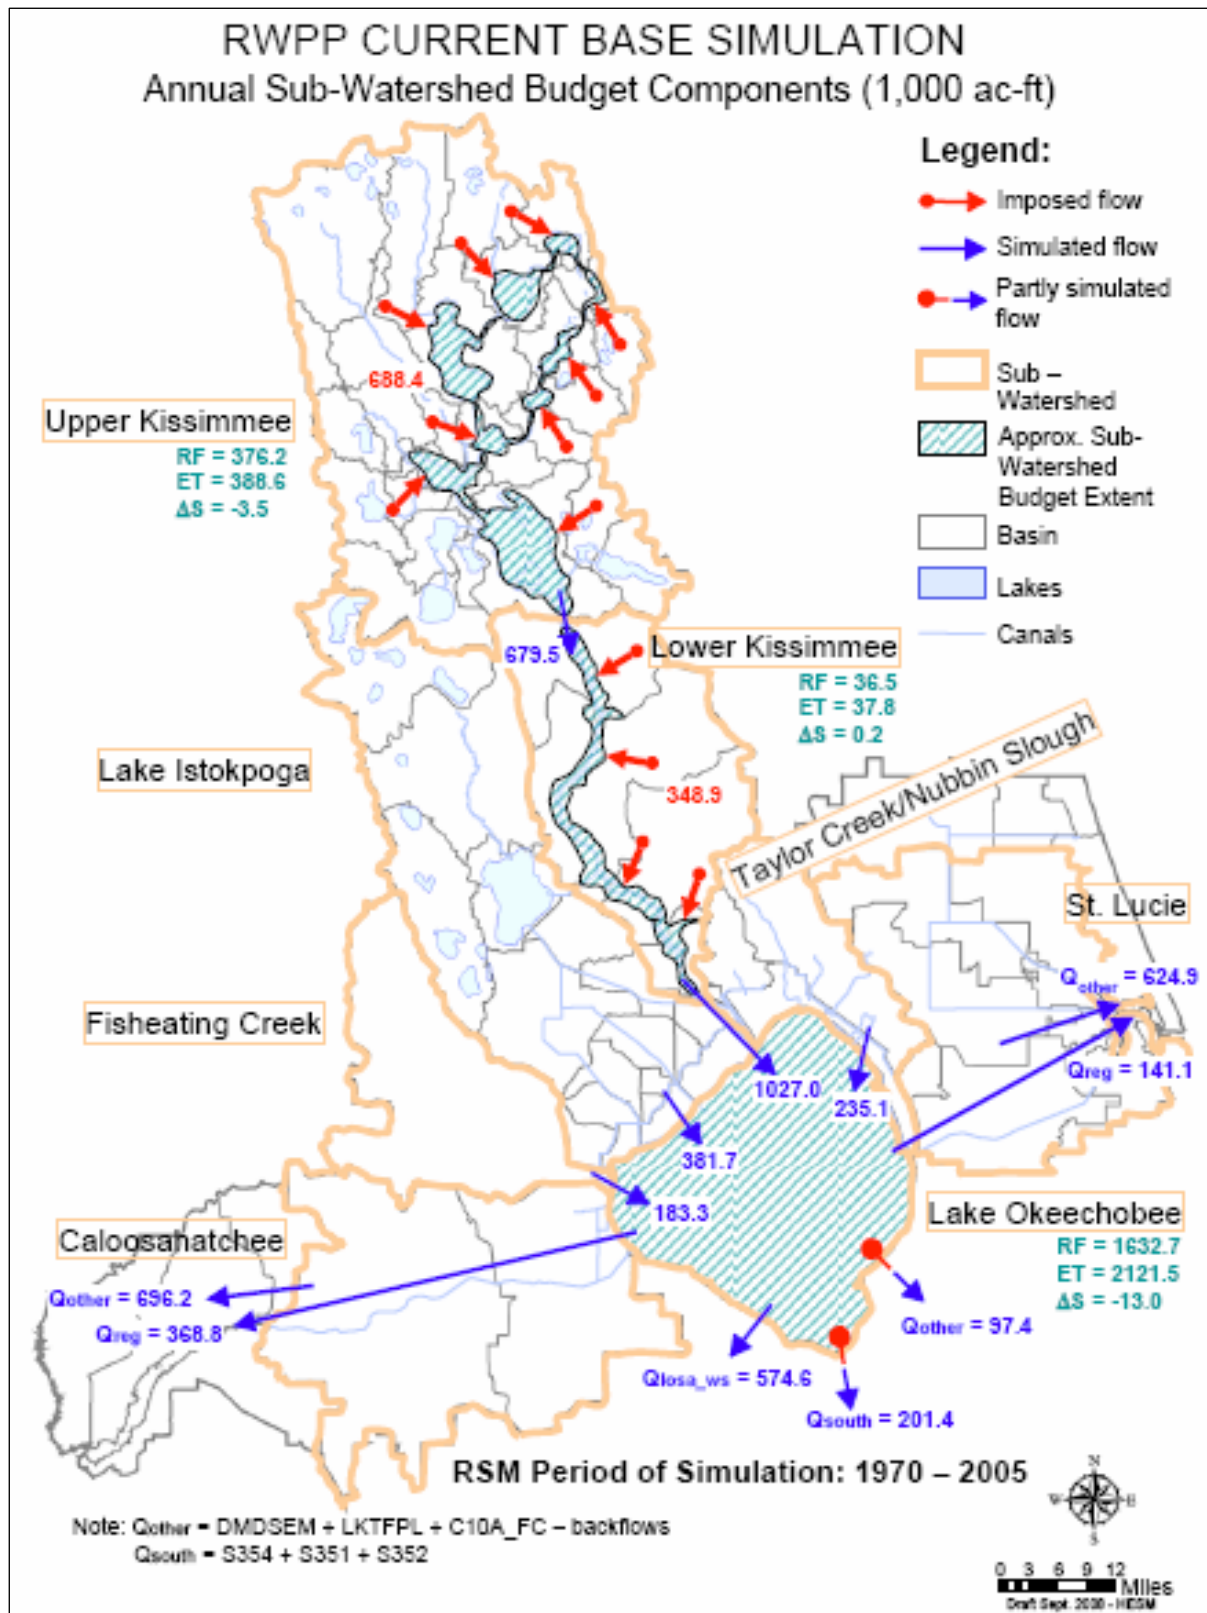 RWPP CURRENT BASE SIMULATION
Annual Sub-Watershed Budget Components (1,000 ac-ft)
Legend:
Imposed flow
Simulated flow
Partly simulated
flow
Sub –
Watershed
Approx. Sub-
Watershed
Budget Extent
Basin
Lakes
Canals
688.4
Upper Kissimmee
RF = 376.2
ET = 388.6
ΔS = -3.5
679.5
Lower Kissimmee
RF = 36.5
ET = 37.8
ΔS = 0.2
348.9
Lake Istokpoga
Taylor Creek/Nubbin Slough
St. Lucie
Qother = 624.9
Qreg = 141.1
Fisheating Creek
1027.0
235.1
381.7
183.3
Lake Okeechobee
RF = 1632.7
ET = 2121.5
ΔS = -13.0
Caloosahatchee
Qother = 696.2
Qreg = 368.8
Qother = 97.4
Qlosa_ws = 574.6
Qsouth = 201.4
RSM Period of Simulation: 1970 – 2005
N
W E
S
Note: Qother = DMDSEM + LKTFPL + C10A_FC – backflows
Qsouth = S354 + S351 + S352
0 3 6 9 12
Miles
Draft Sept. 2008 - HESM